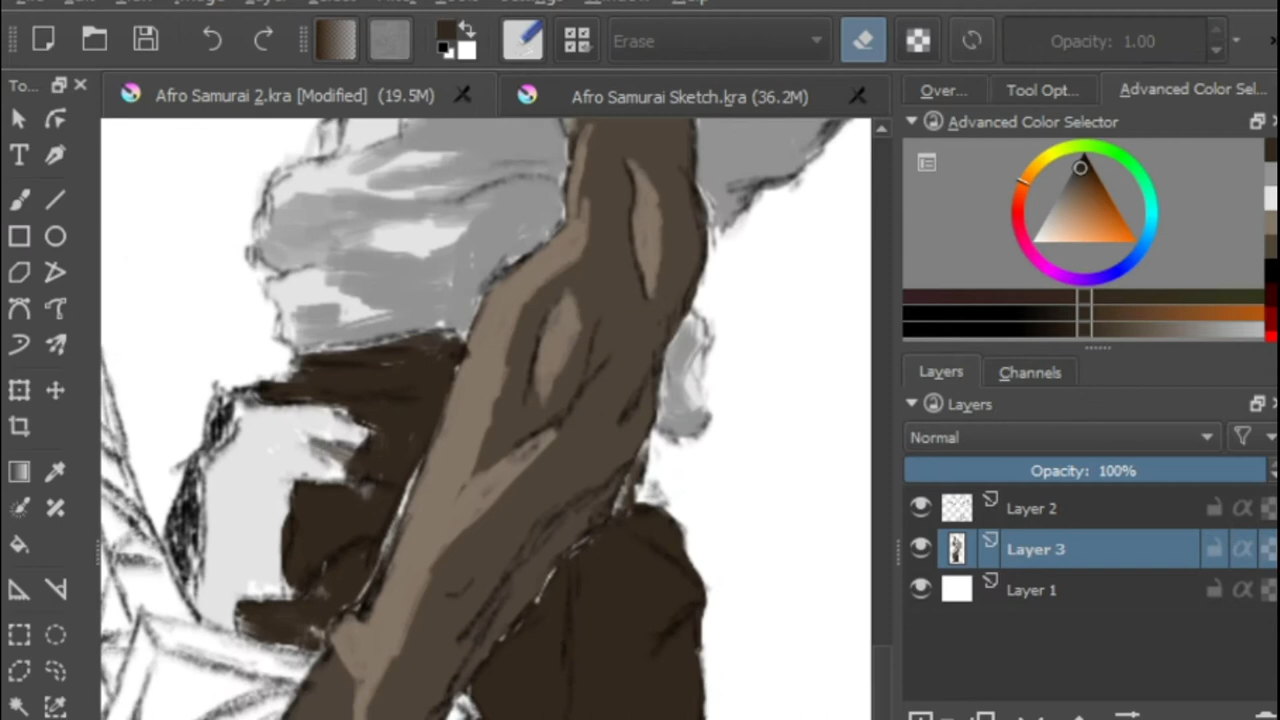 Erase
Opacity: 1.00
To...
Afro Samurai 2.kra [Modified] (19.5M)
Afro Samurai Sketch.kra (36.2M)
Over...
Tool Opt...
Advanced Color Sel...
Advanced Color Selector
Layers
Channels
Layers
Normal
Opacity: 100%
Layer 2
Layer 3
Layer 1